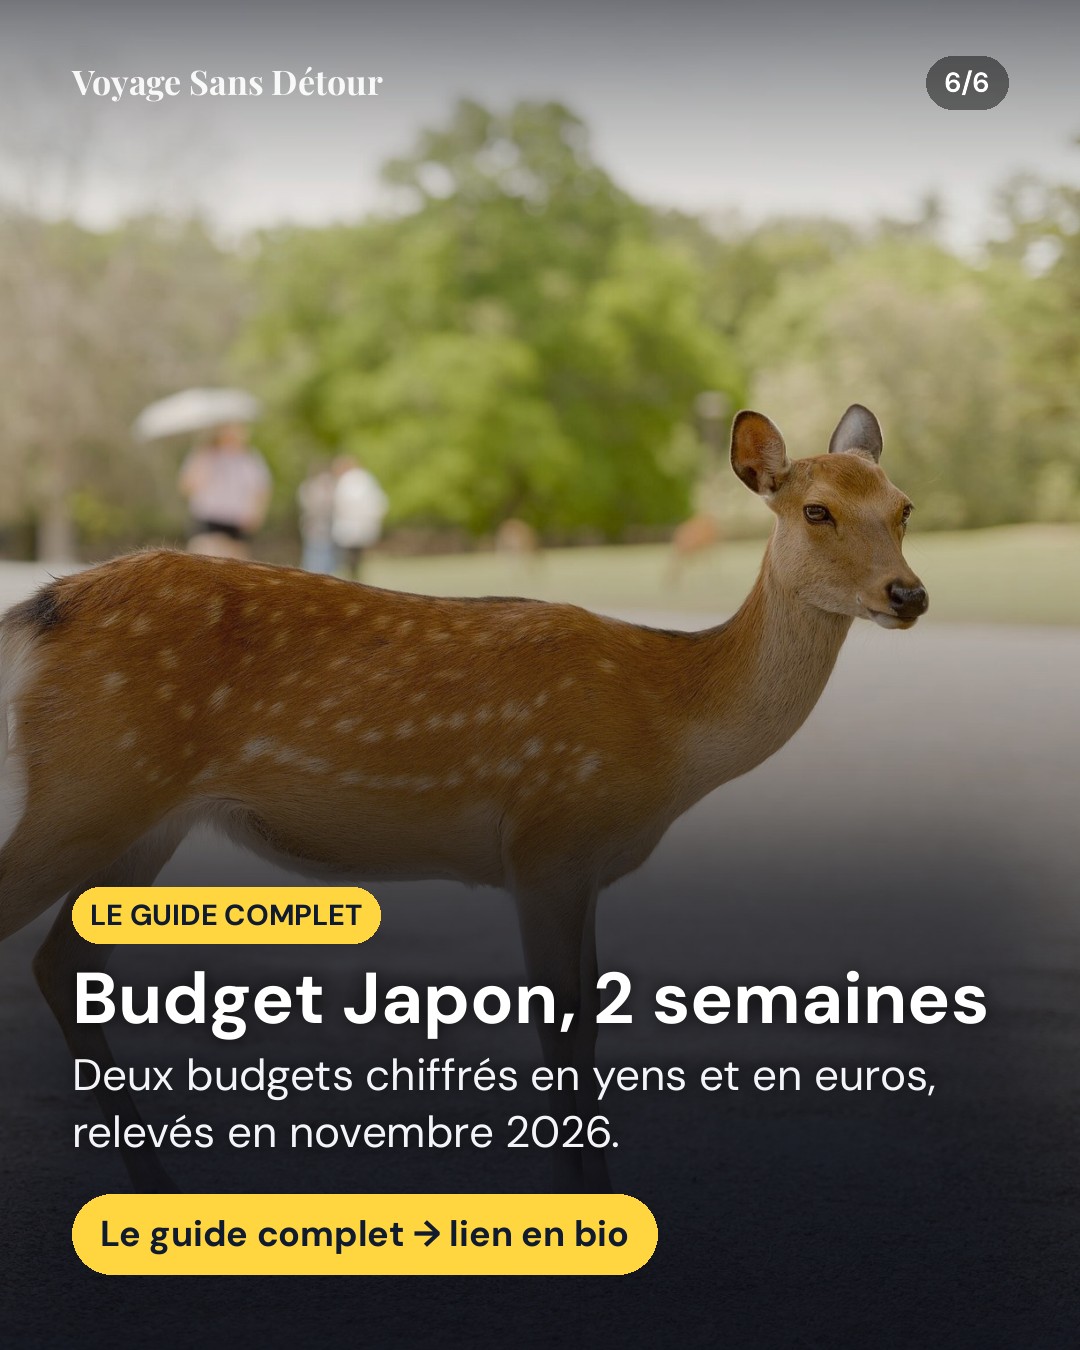 Voyage Sans Détour
6/6
LE GUIDE COMPLET
Budget Japon, 2 semaines
Deux budgets chiffrés en yens et en euros,
relevés en novembre 2026.
Le guide complet → lien en bio